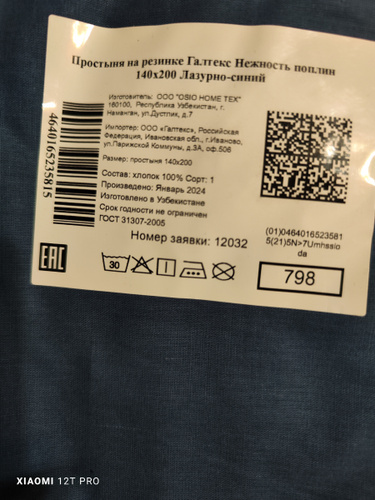 Простыня на резинке Галтекс Нежность поплин
140х200 Лазурно-синий
Изготовитель: ООО "OSIO HOME TEX"
160100, Республика Узбекистан, г.
Наманган, ул.Дустлик, д.7
Импортер: ООО «Галтекс», Российская
Федерация, Ивановская обл., г.Иваново,
ул.Парижской Коммуны, д.3А, оф.506
Размер: простыня 140х200
Состав: хлопок 100% Сорт: 1
Произведено: Январь 2024
Изготовлено в Узбекистане
Срок годности не ограничен
ГОСТ 31307-2005
Номер заявки: 12032
4640165235815
(01)0464016523581
5(21)5N>7Umhssio
da
798
EAC
30
XIAOMI 12T PRO